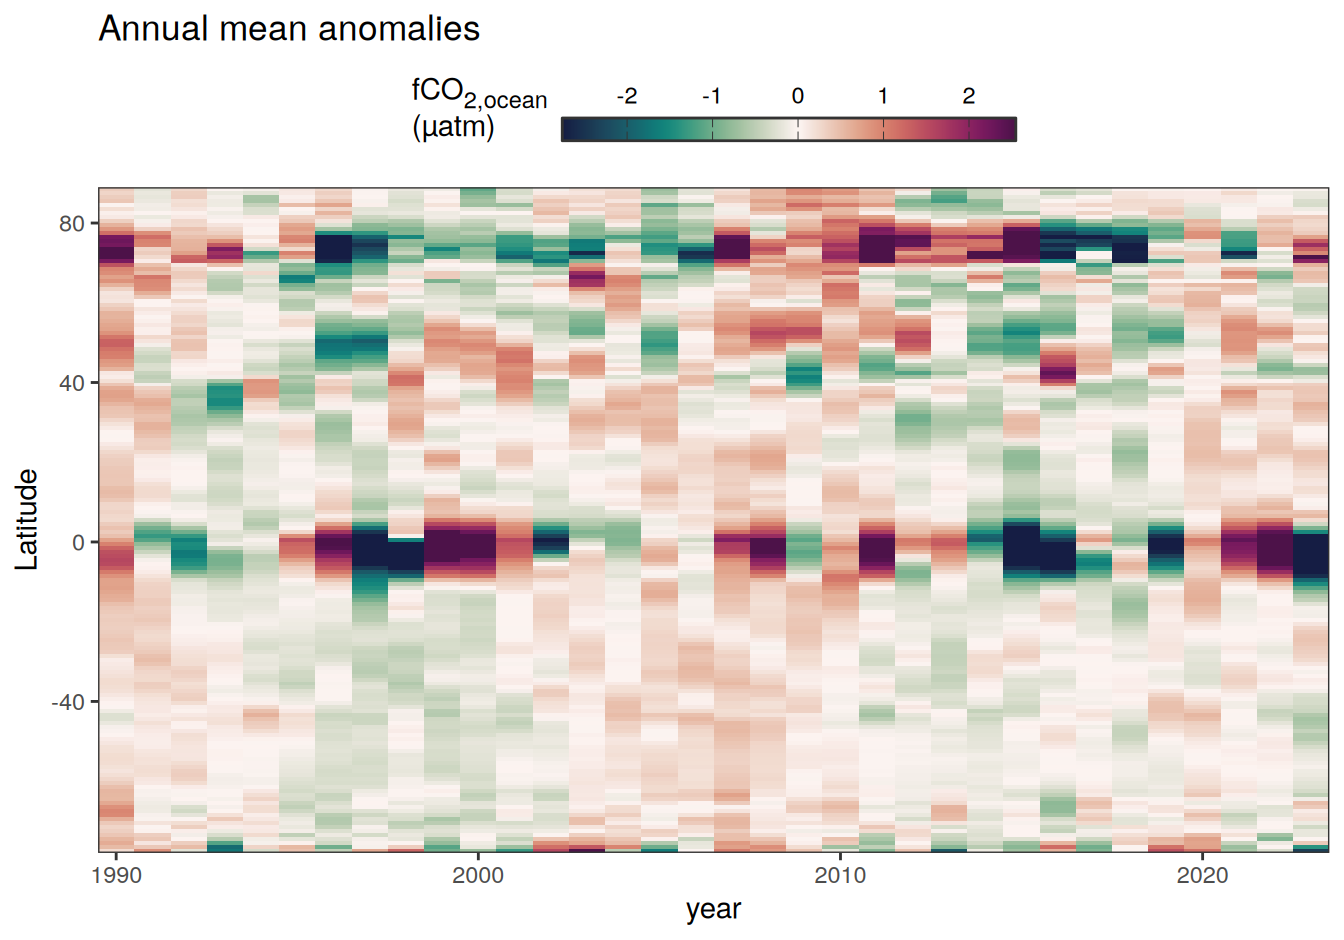 Annual mean anomalies
fCO2,ocean
(µatm)
-2 -1 0 1 2
80
40
0
-40
Latitude
1990 2000 2010 2020
year